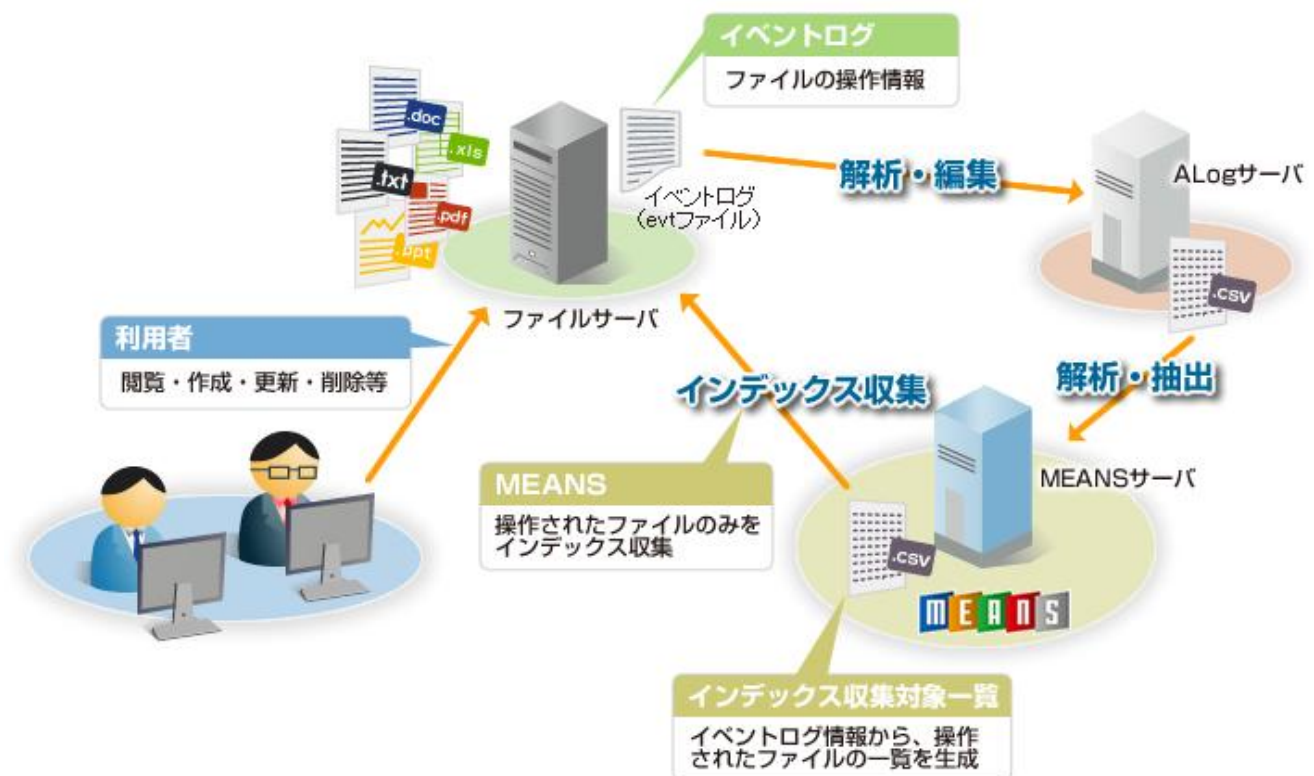 イベントログ
ファイルの操作情報
.doc
.xls
.txt
.pdf
.ppt
イベントログ
(evtファイル)
解析・編集
ALogサーバ
.csv
ファイルサーバ
利用者
閲覧・作成・更新・削除等
インデックス収集
解析・抽出
MEANS
操作されたファイルのみを
インデックス収集
MEANSサーバ
.csv
MEANS
インデックス収集対象一覧
イベントログ情報から、操作
されたファイルの一覧を生成